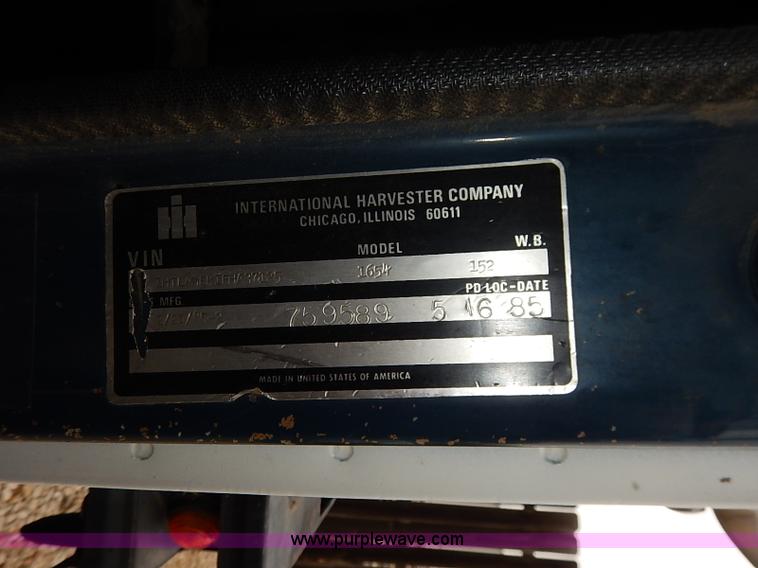 INTERNATIONAL HARVESTER COMPANY
CHICAGO, ILLINOIS 60611
VIN MODEL W.B.
1654 152
MFG PD LOC-DATE
759589 5 16 85
MADE IN UNITED STATES OF AMERICA
www.purplewave.com